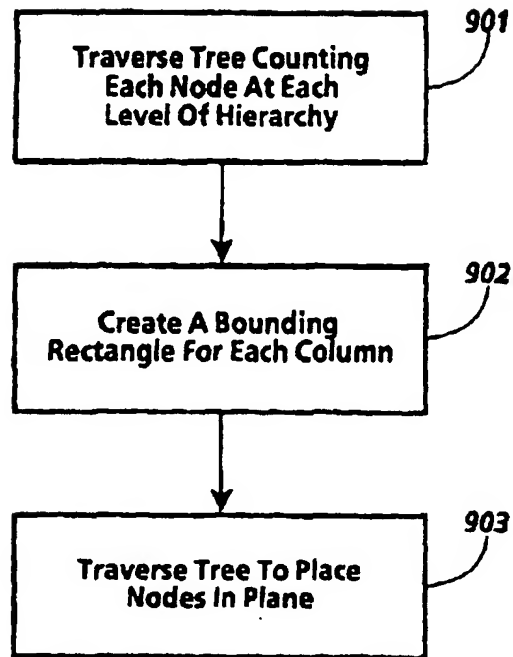 901
Traverse Tree Counting
Each Node At Each
Level Of Hierarchy
902
Create A Bounding
Rectangle For Each Column
903
Traverse Tree To Place
Nodes In Plane